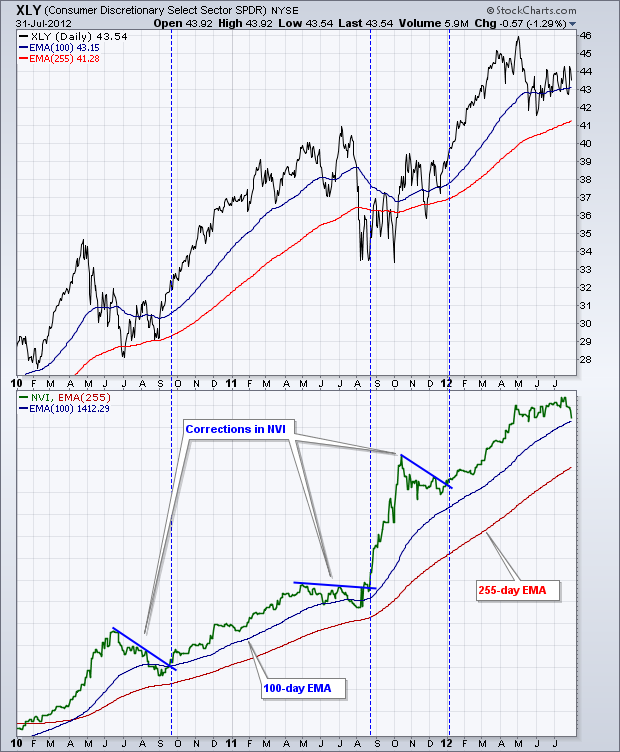 XLY (Consumer Discretionary Select Sector SPDR) NYSE © StockCharts.com
31-Jul-2012 Open 43.92 High 43.92 Low 43.54 Last 43.54 Volume 5.9M Chg -0.57 (-1.29%)
XLY (Daily) 43.54
EMA(100) 43.15
EMA(255) 41.28
46
45
44
43
42
41
40
39
38
37
36
35
34
33
32
31
30
29
28
10 F M A M J J A S O N D 11 F M A M J J A S O N D 12 F M A M J J
NVI, EMA(255)
EMA(100) 1412.29
Corrections in NVI
255-day EMA
100-day EMA
10 F M A M J J A S O N D 11 F M A M J J A S O N D 12 F M A M J J